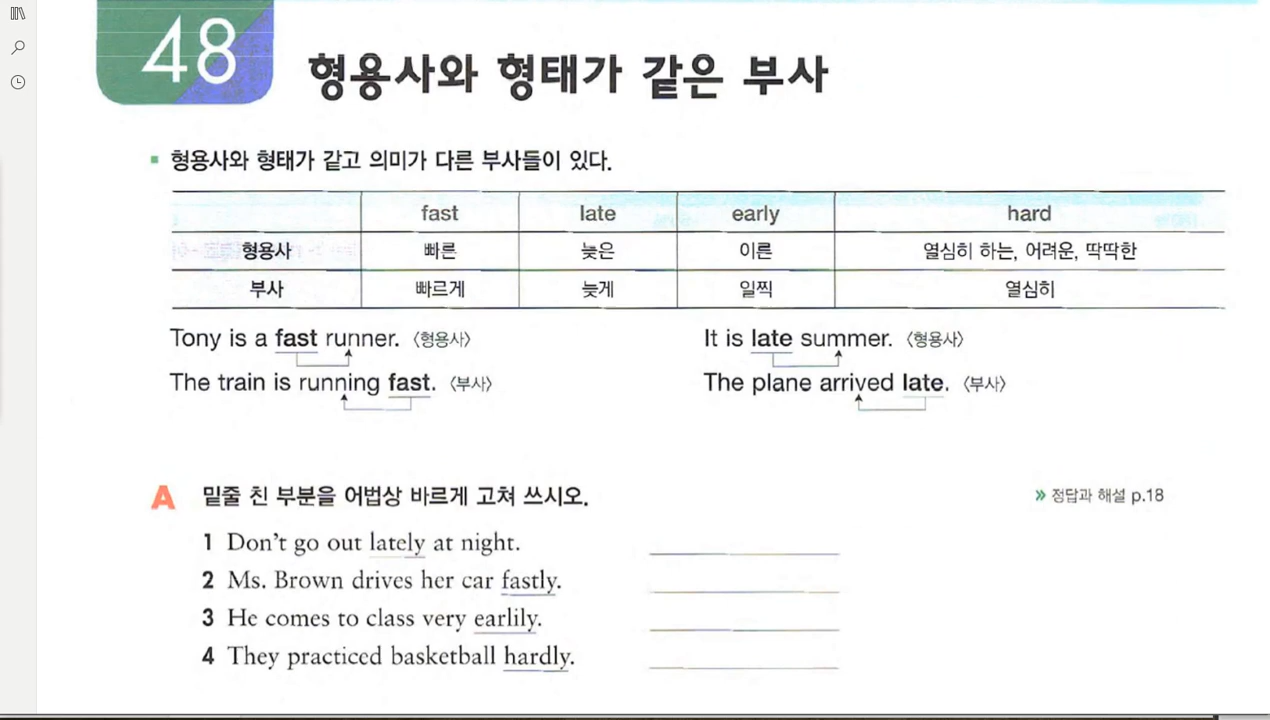 48
형용사와 형태가 같은 부사
형용사와 형태가 같고 의미가 다른 부사들이 있다.
fast late early hard
형용사 빠른 늦은 이른 열심히 하는, 어려운, 딱딱한
부사 빠르게 늦게 일찍 열심히
Tony is a fast runner. 〈형용사〉
The train is running fast. 〈부사〉
It is late summer. 〈형용사〉
The plane arrived late. 〈부사〉
A 밑줄 친 부분을 어법상 바르게 고쳐 쓰시오.
» 정답과 해설 p.18
1 Don't go out lately at night.
2 Ms. Brown drives her car fastly.
3 He comes to class very earlily.
4 They practiced basketball hardly.